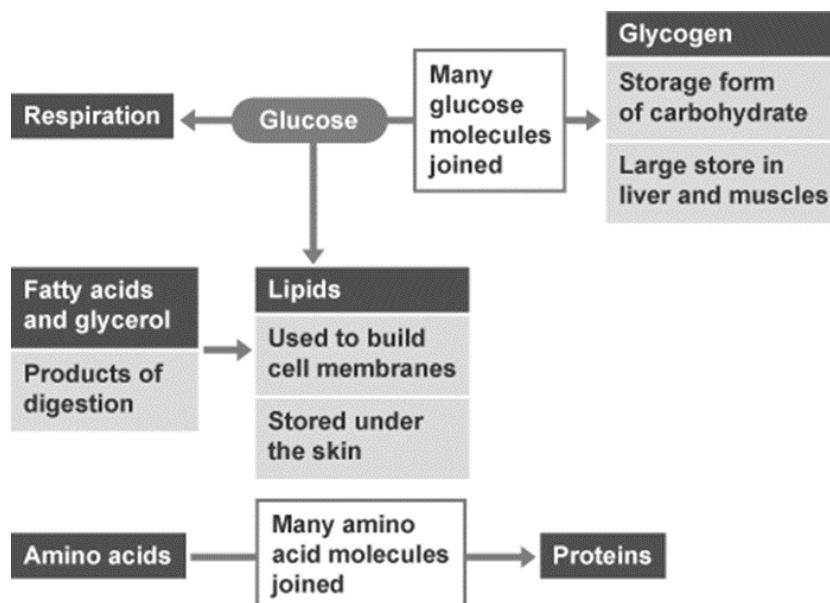 Respiration
Glucose
Many
glucose
molecules
joined
Glycogen
Storage form
of carbohydrate
Large store in
liver and muscles
Fatty acids
and glycerol
Products of
digestion
Lipids
Used to build
cell membranes
Stored under
the skin
Amino acids
Many amino
acid molecules
joined
Proteins